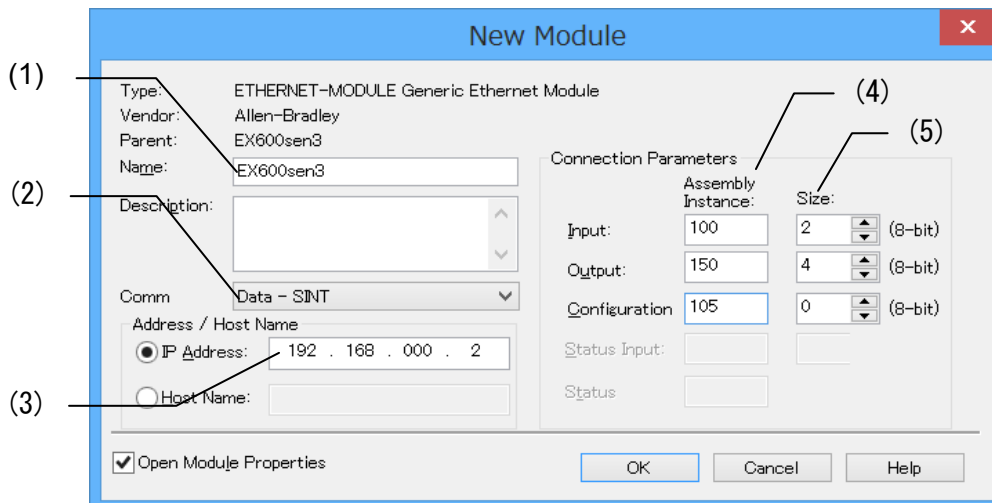 New Module
x
(1)
Type: ETHERNET-MODULE Generic Ethernet Module
Vendor: Allen-Bradley
Parent: EX600sen3
Name: EX600sen3
(2)
Description:
Comm Data - SINT
Address / Host Name
IP Address: 192 . 168 . 000 . 2
(3)
Host Name:
(4)
(5)
Connection Parameters
Assembly
Instance: Size:
Input: 100 2 (8-bit)
Output: 150 4 (8-bit)
Configuration 105 0 (8-bit)
Status Input:
Status
Open Module Properties
OK Cancel Help